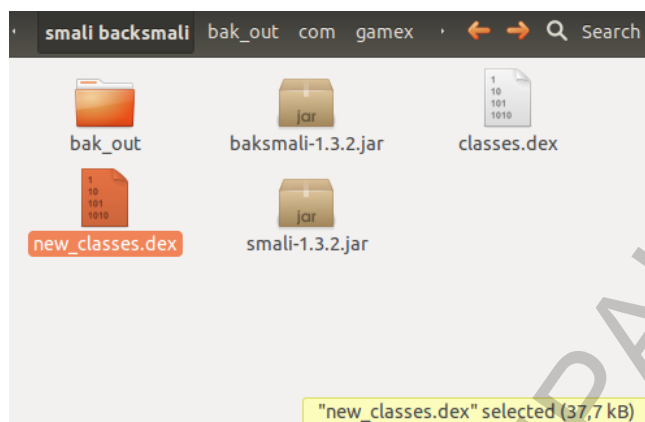 smali backsmali bak_out com gamex Search
jar
1
10
101
1010
bak_out baksmali-1.3.2.jar classes.dex
1
10
101
1010
jar
new_classes.dex smali-1.3.2.jar
"new_classes.dex" selected (37,7 kB)